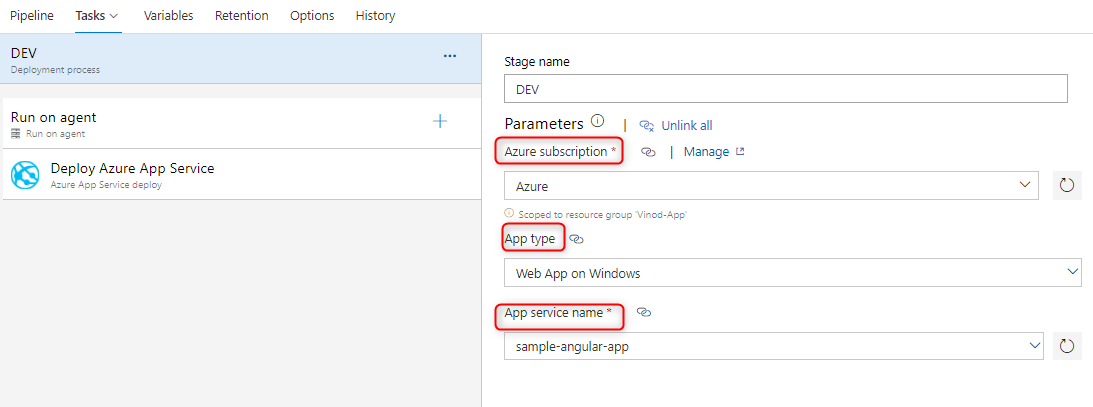 Pipeline Tasks Variables Retention Options History
DEV
Deployment process
Run on agent
Run on agent
Deploy Azure App Service
Azure App Service deploy
Stage name
DEV
Parameters | Unlink all
Azure subscription * | Manage
Azure
Scoped to resource group 'Vinod-App'
App type
Web App on Windows
App service name *
sample-angular-app